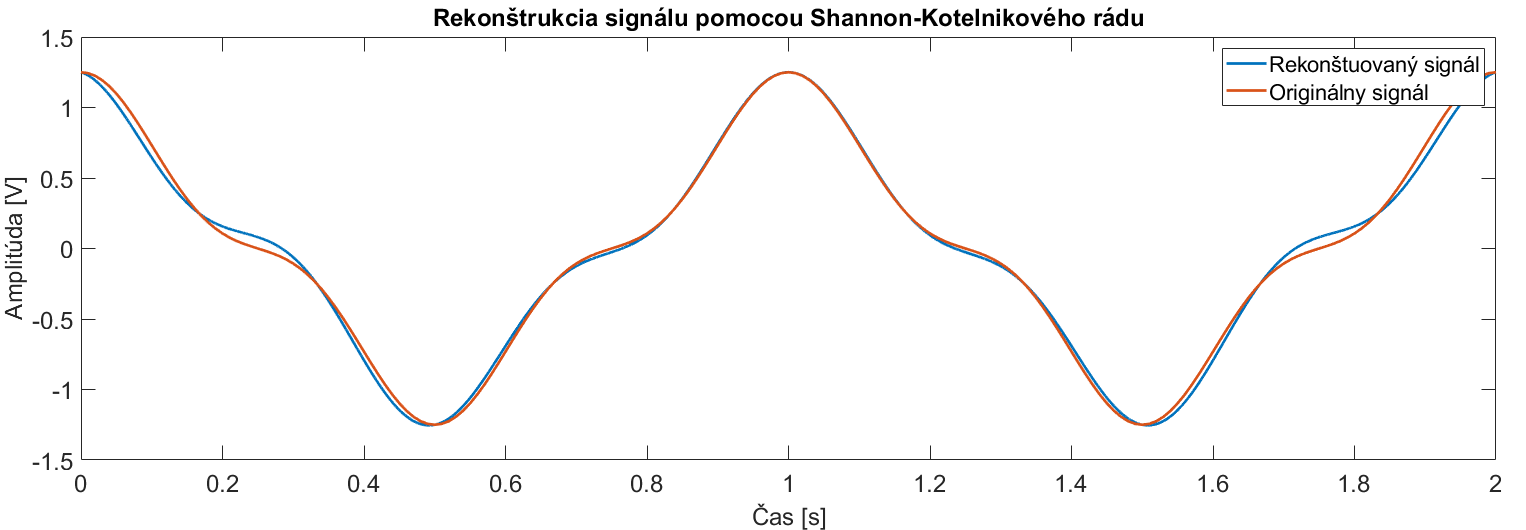 Rekonštrukcia signálu pomocou Shannon-Kotelnikového rádu
Rekonštuovaný signál
Originálny signál
1.5
1
0.5
0
-0.5
-1
-1.5
Amplitúda [V]
0 0.2 0.4 0.6 0.8 1 1.2 1.4 1.6 1.8 2
Čas [s]